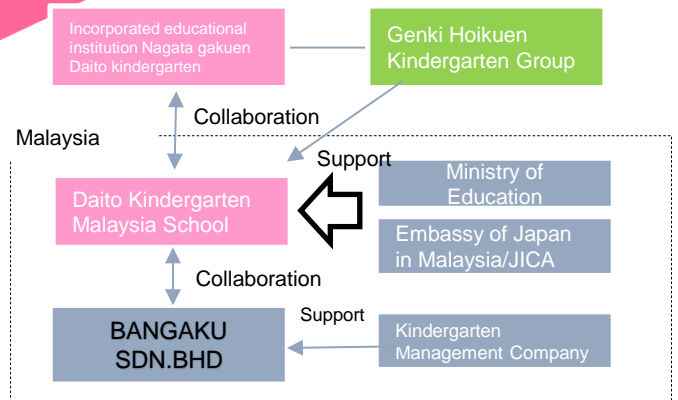 Incorporated educational
institution Nagata gakuen
Daito kindergarten
Genki Hoikuen
Kindergarten Group
Collaboration
Malaysia
Support
Ministry of
Education
Daito Kindergarten
Malaysia School
Embassy of Japan
in Malaysia/JICA
Collaboration
Support
BANGAKU
SDN.BHD
Kindergarten
Management Company